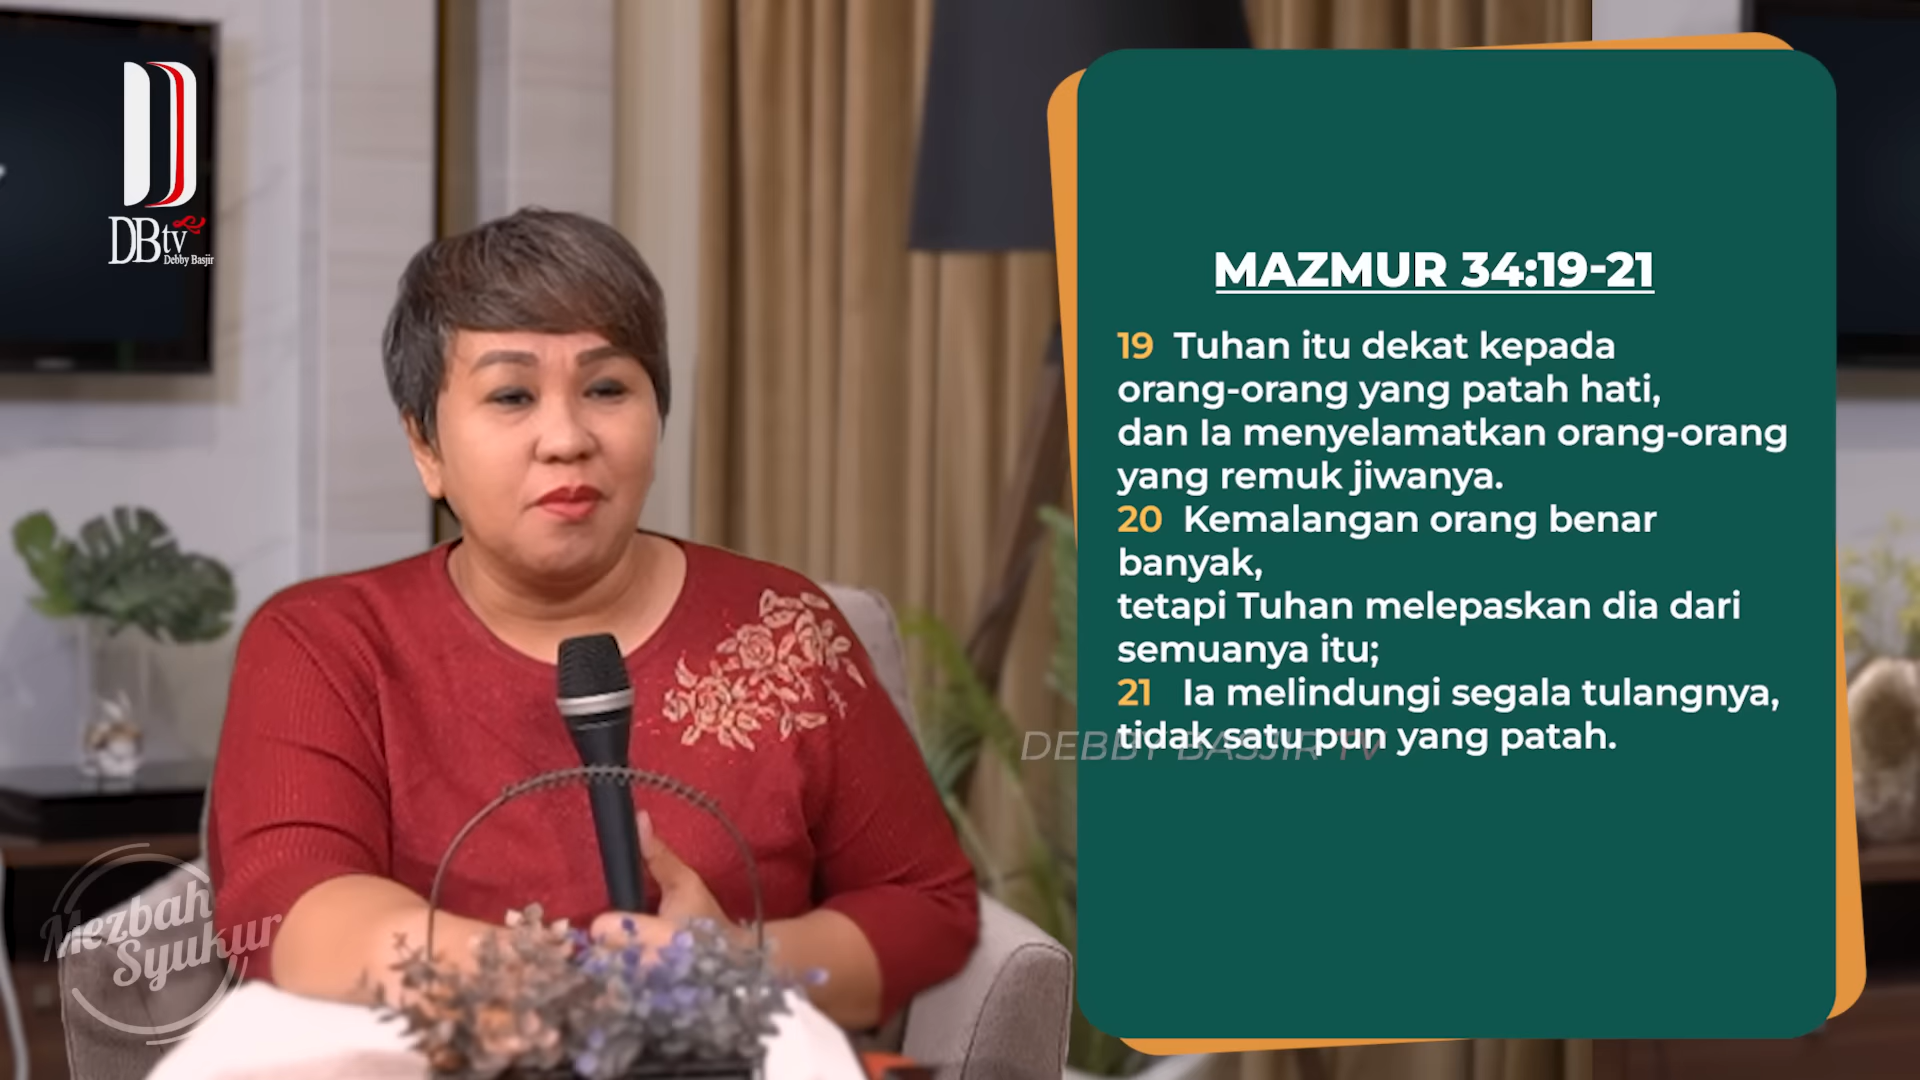 DBtv
Debby Basjir
MAZMUR 34:19-21
19 Tuhan itu dekat kepada
orang-orang yang patah hati,
dan Ia menyelamatkan orang-orang
yang remuk jiwanya.
20 Kemalangan orang benar
banyak,
tetapi Tuhan melepaskan dia dari
semuanya itu;
21 Ia melindungi segala tulangnya,
tidak satu pun yang patah.
DEBBY BASJIR TV
Mezbah
Syukur